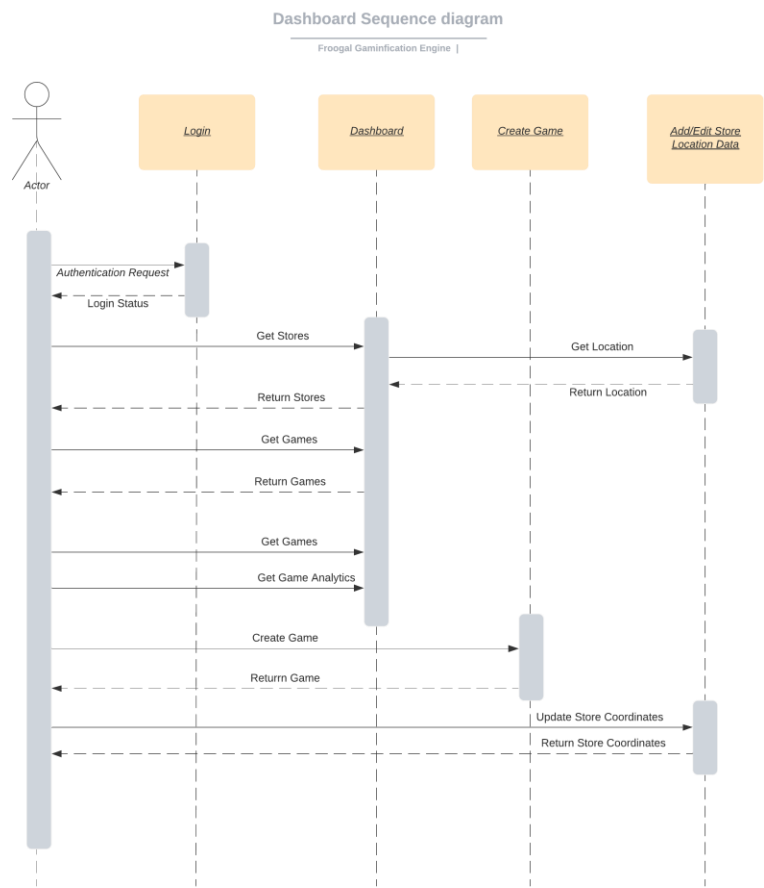 Dashboard Sequence diagram
Froogal Gaminfication Engine |
Login
Dashboard
Create Game
Add/Edit Store
Location Data
Actor
Authentication Request
Login Status
Get Stores
Get Location
Return Location
Return Stores
Get Games
Return Games
Get Games
Get Game Analytics
Create Game
Returrn Game
Update Store Coordinates
Return Store Coordinates